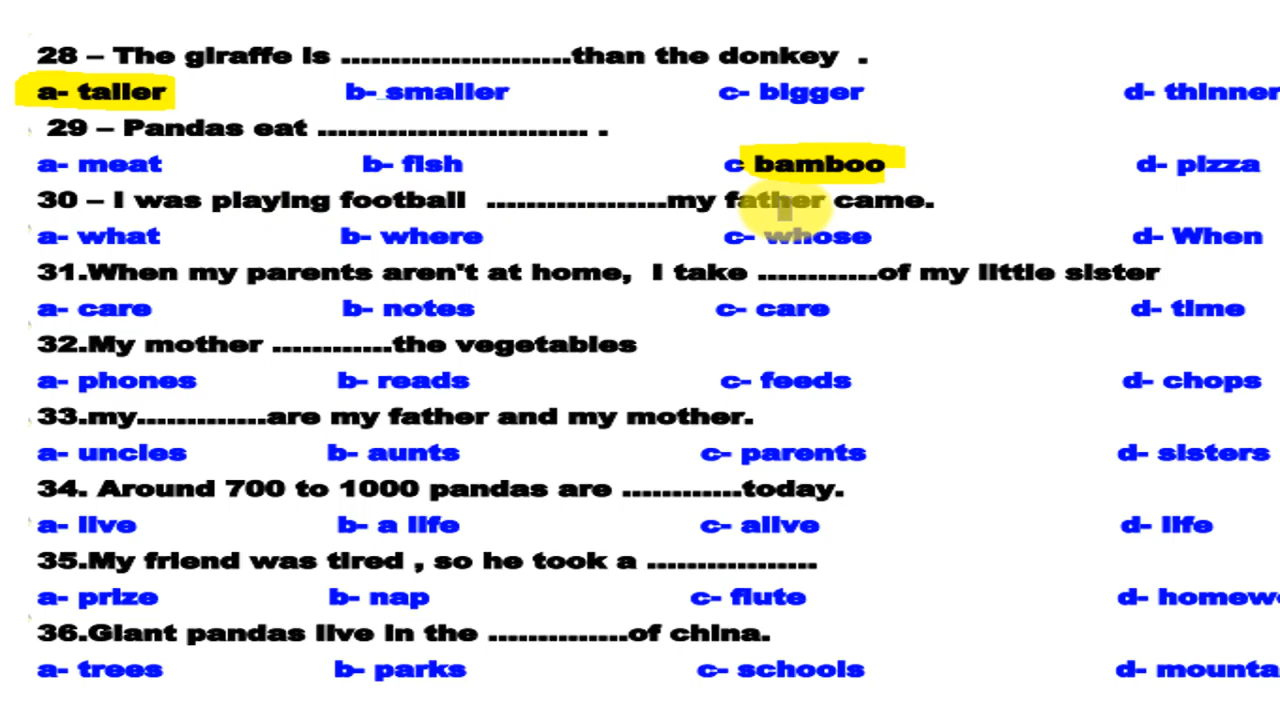 28 – The giraffe is .......................than the donkey .
a- taller b- smaller c- bigger d- thinner
29 – Pandas eat ........................... .
a- meat b- fish c bamboo d- pizza
30 – I was playing football ..................my father came.
a- what b- where c- whose d- When
31.When my parents aren't at home, I take ............of my little sister
a- care b- notes c- care d- time
32.My mother ............the vegetables
a- phones b- reads c- feeds d- chops
33.my.............are my father and my mother.
a- uncles b- aunts c- parents d- sisters
34. Around 700 to 1000 pandas are ............today.
a- live b- a life c- alive d- life
35.My friend was tired , so he took a .................
a- prize b- nap c- flute d- homew
36.Giant pandas live in the ..............of china.
a- trees b- parks c- schools d- mounta